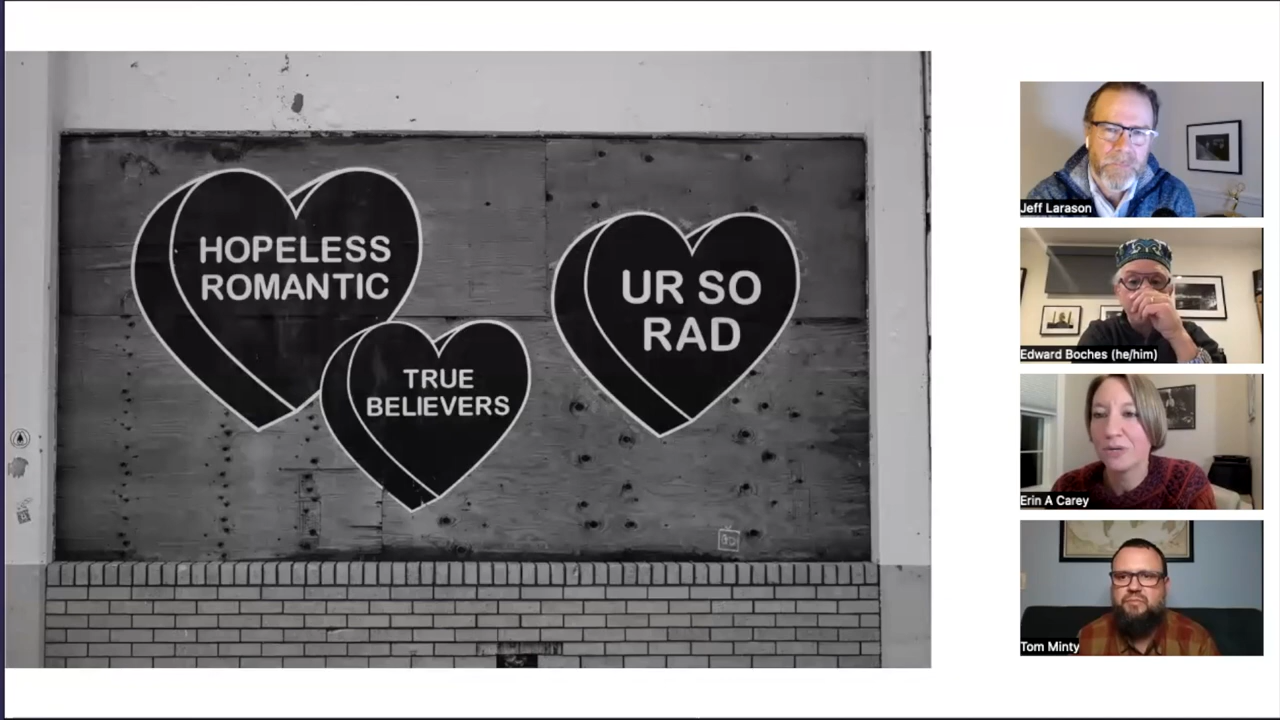 HOPELESS
ROMANTIC
TRUE
BELIEVERS
UR SO
RAD
Jeff Larason
Edward Boches (he/him)
Erin A Carey
Tom Minty